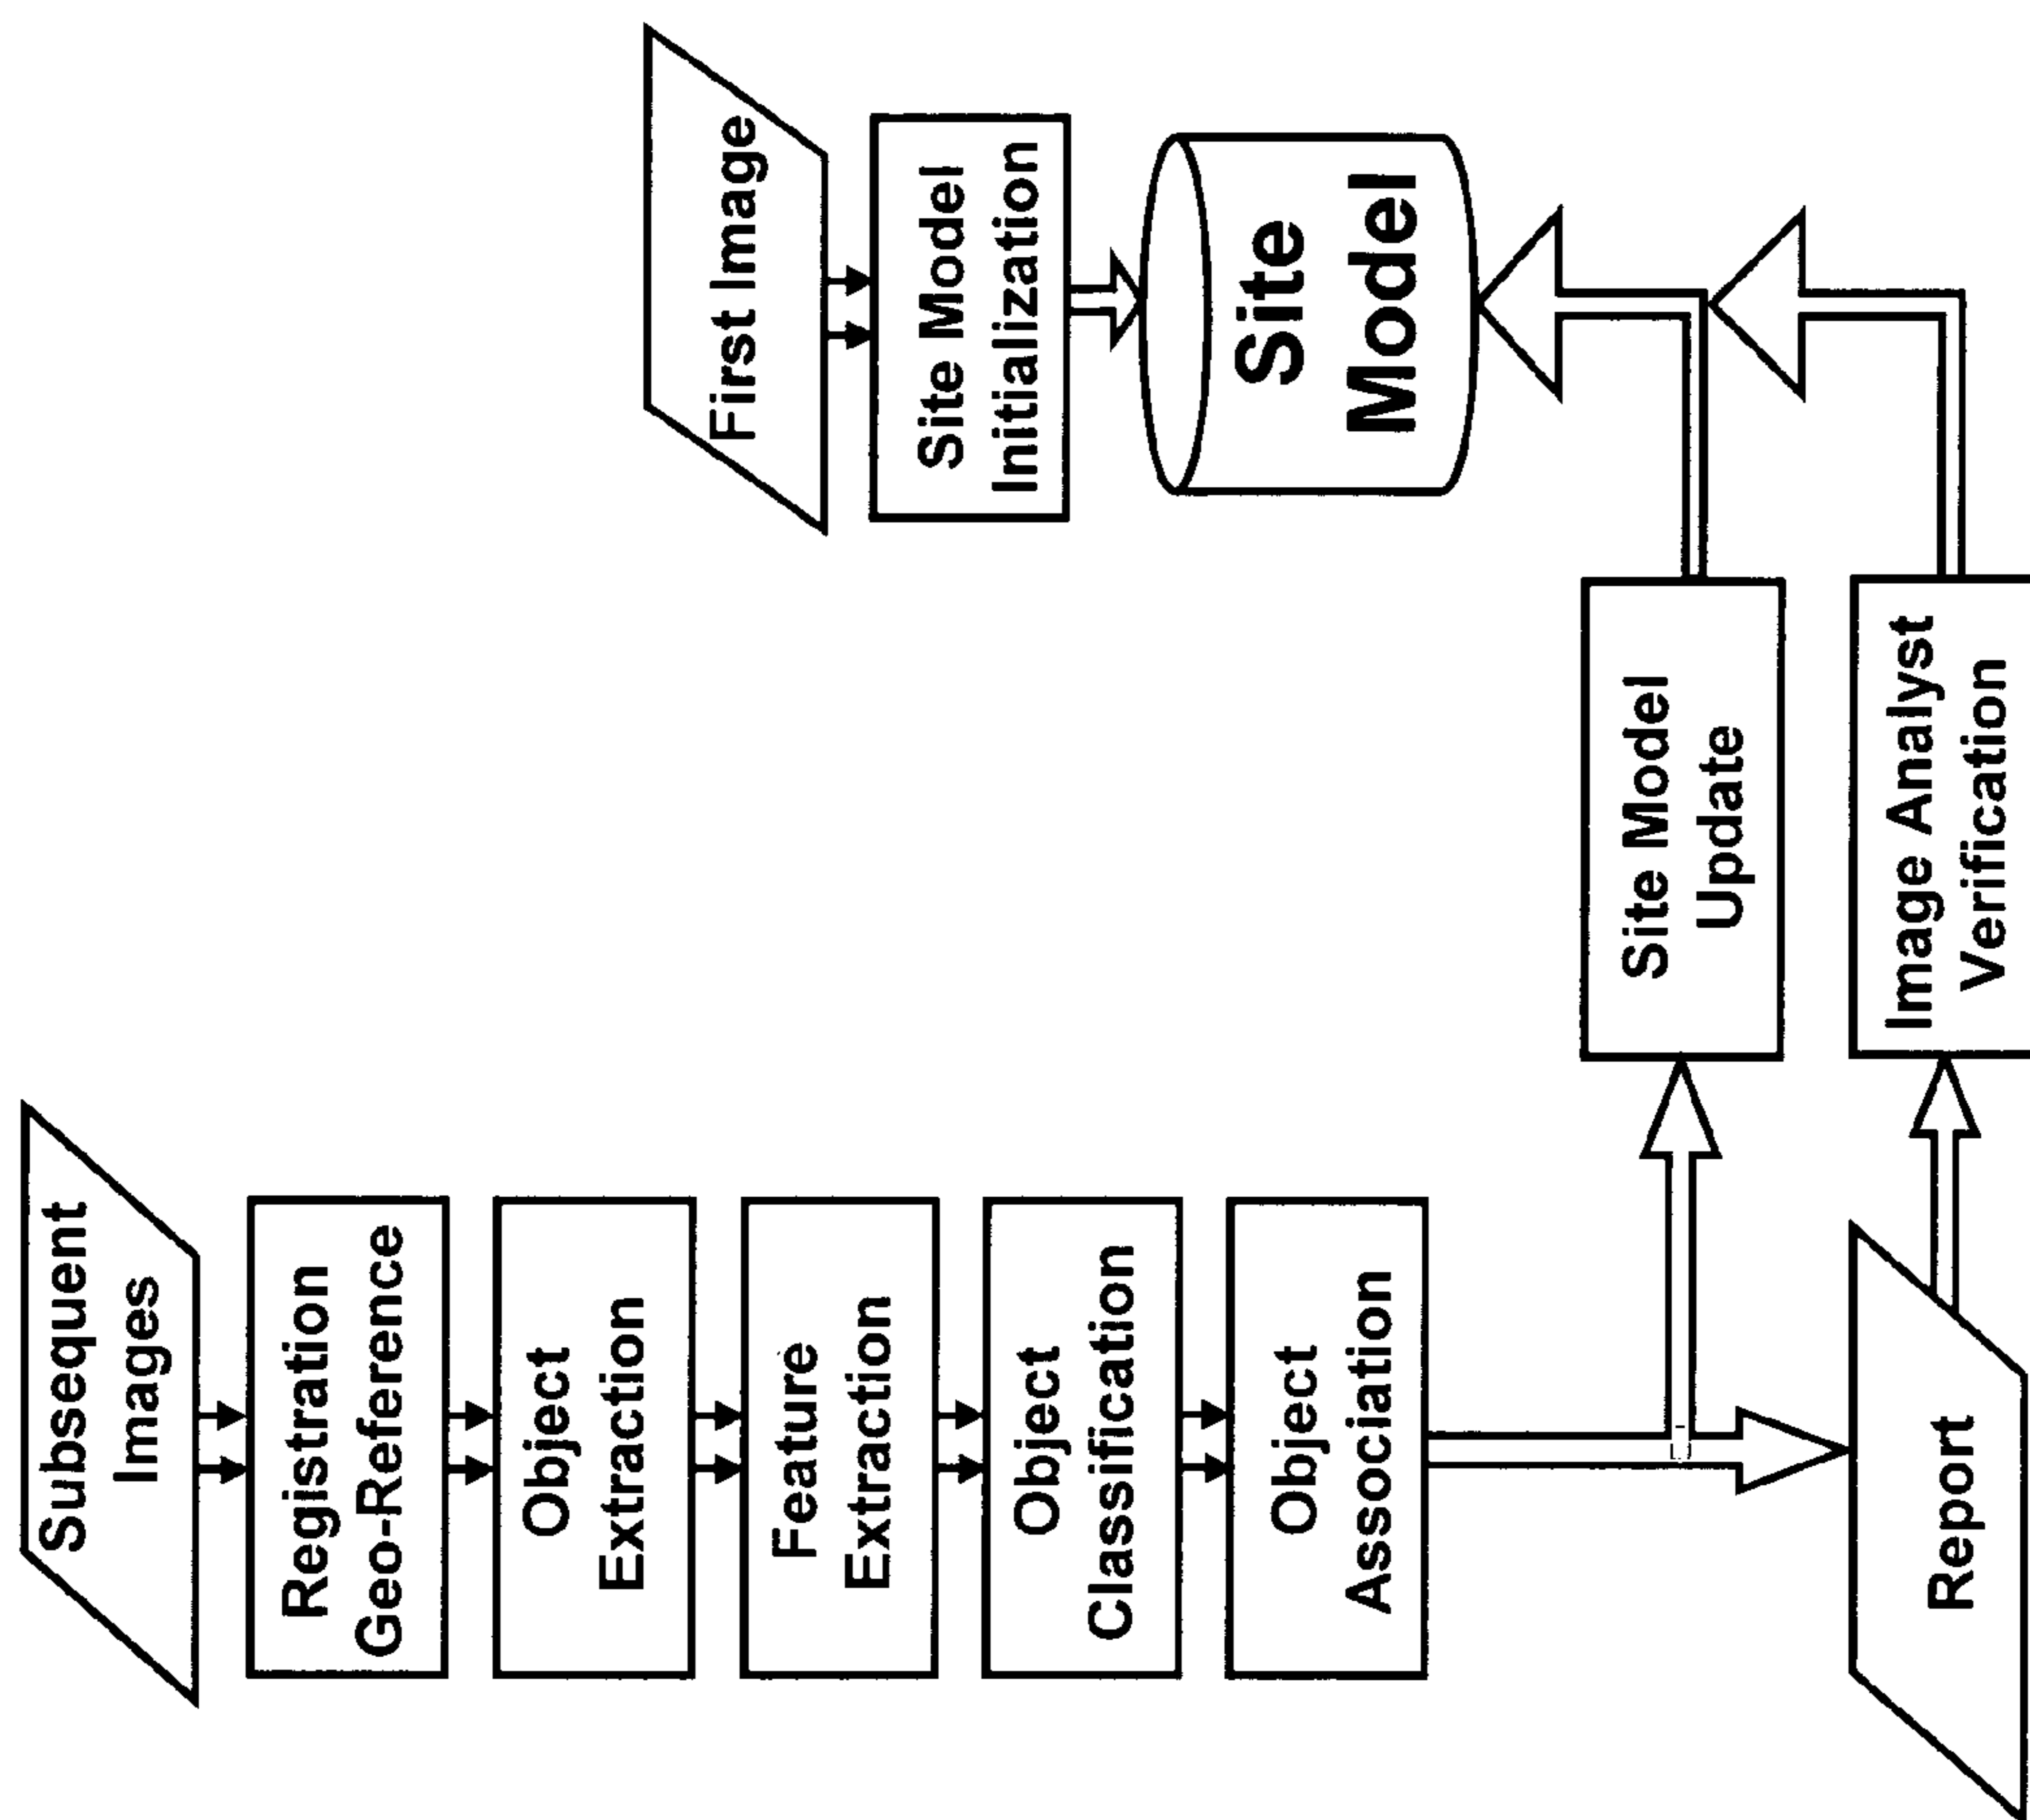 Subsequent
Images
Registration
Geo-Reference
Object
Extraction
Feature
Extraction
Object
Classification
Object
Association
Report
First Image
Site Model
Initialization
Site
Model
Site Model
Update
Image Analyst
Verification